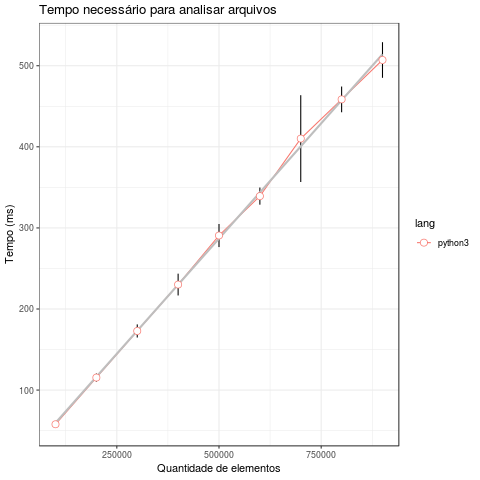 Tempo necessário para analisar arquivos
Tempo (ms)
500
400
300
200
100
250000
500000
750000
Quantidade de elementos
lang
python3